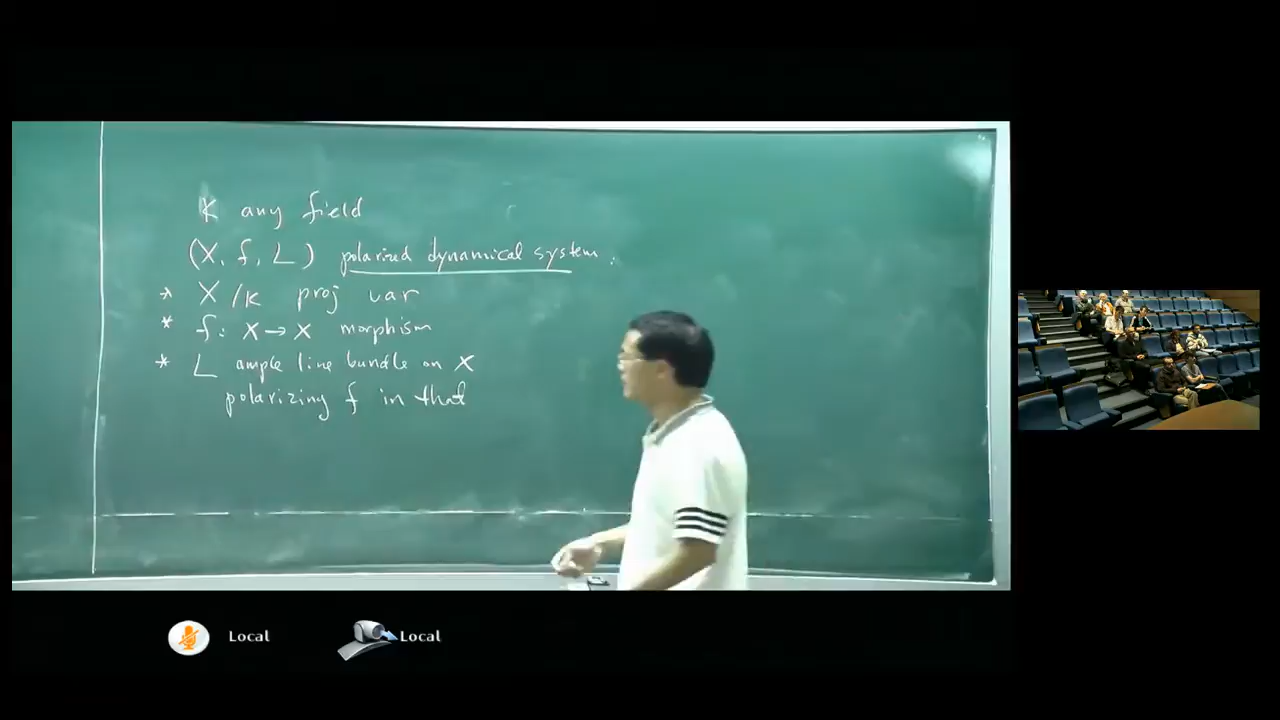 K any field
(X, f, L) polarized dynamical system.
* X/K proj var
* f: X → X morphism
* L ample line bundle on X
polarizing f in that
Local
Local